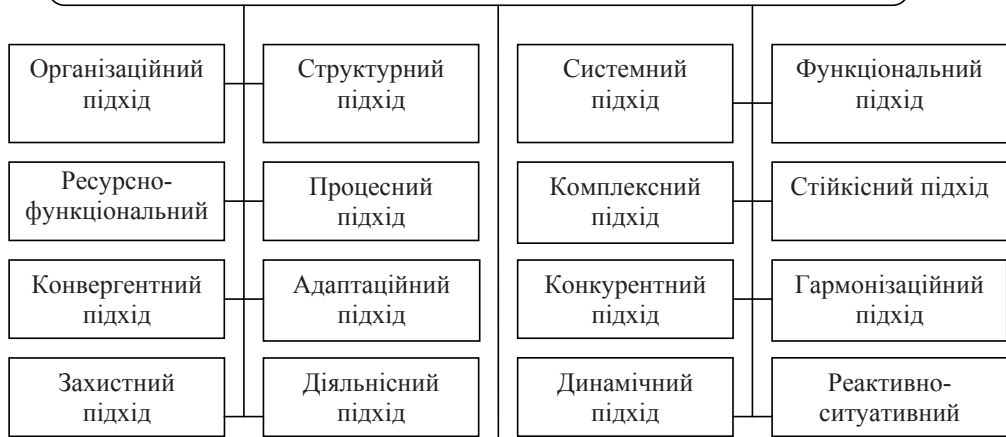 Організаційний
підхід
Структурний
підхід
Системний
підхід
Функціональний
підхід
Ресурсно-
функціональний
Процесний
підхід
Комплексний
підхід
Стійкісний підхід
Конвергентний
підхід
Адаптаційний
підхід
Конкурентний
підхід
Гармонізаційний
підхід
Захистний
підхід
Діяльнісний
підхід
Динамічний
підхід
Реактивно-
ситуативний